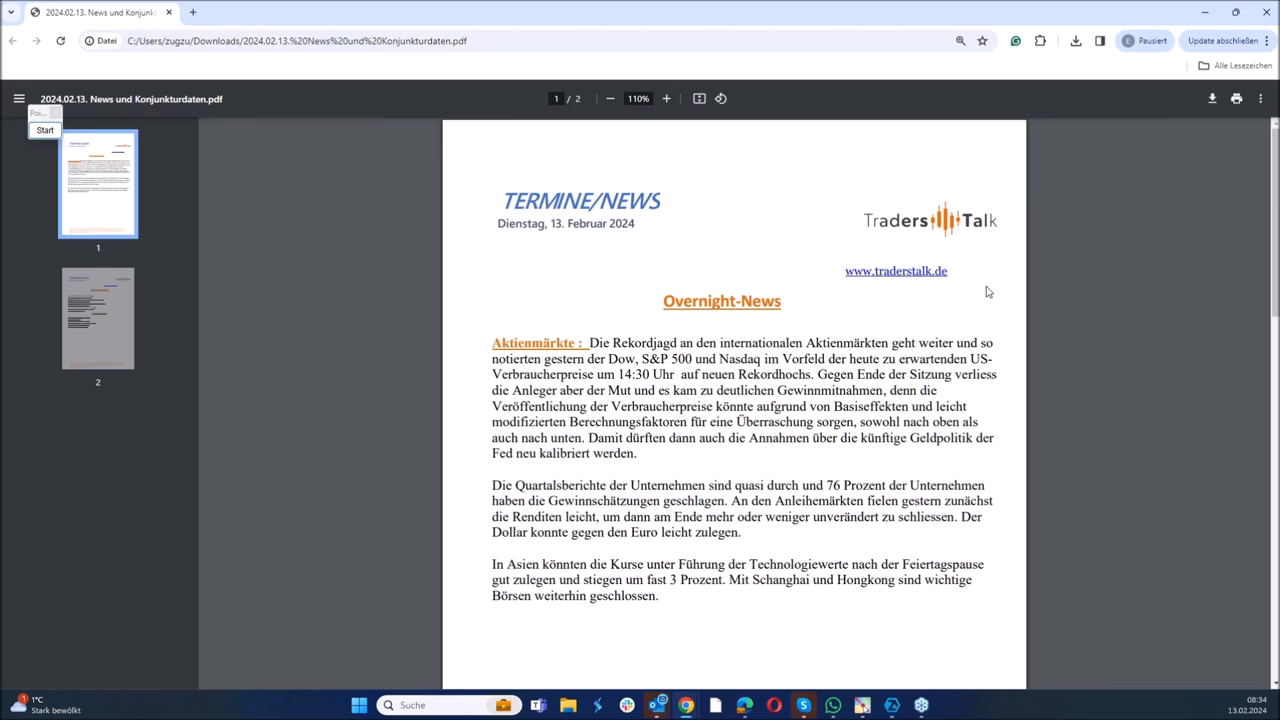 2024.02.13. News und Konjunkturd
Datei
C:/Users/zugzu/Downloads/2024.02.13.%20News%20und%20Konjunkturdaten.pdf
E
Pausiert
Update abschließen
Alle Lesezeichen
2024.02.13. News und Konjunkturdaten.pdf
1 / 2
110%
Poi...
Start
1
2
TERMINE/NEWS
Dienstag, 13. Februar 2024
Traders Talk
www.traderstalk.de
Overnight-News
Aktienmärkte : Die Rekordjagd an den internationalen Aktienmärkten geht weiter und so
notierten gestern der Dow, S&P 500 und Nasdaq im Vorfeld der heute zu erwartenden US-
Verbraucherpreise um 14:30 Uhr auf neuen Rekordhochs. Gegen Ende der Sitzung verliess
die Anleger aber der Mut und es kam zu deutlichen Gewinnmitnahmen, denn die
Veröffentlichung der Verbraucherpreise könnte aufgrund von Basiseffekten und leicht
modifizierten Berechnungsfaktoren für eine Überraschung sorgen, sowohl nach oben als
auch nach unten. Damit dürften dann auch die Annahmen über die künftige Geldpolitik der
Fed neu kalibriert werden.
Die Quartalsberichte der Unternehmen sind quasi durch und 76 Prozent der Unternehmen
haben die Gewinnschätzungen geschlagen. An den Anleihemärkten fielen gestern zunächst
die Renditen leicht, um dann am Ende mehr oder weniger unverändert zu schliessen. Der
Dollar konnte gegen den Euro leicht zulegen.
In Asien könnten die Kurse unter Führung der Technologiewerte nach der Feiertagspause
gut zulegen und stiegen um fast 3 Prozent. Mit Schanghai und Hongkong sind wichtige
Börsen weiterhin geschlossen.
1
1°C
Stark bewölkt
Suche
08:34
13.02.2024